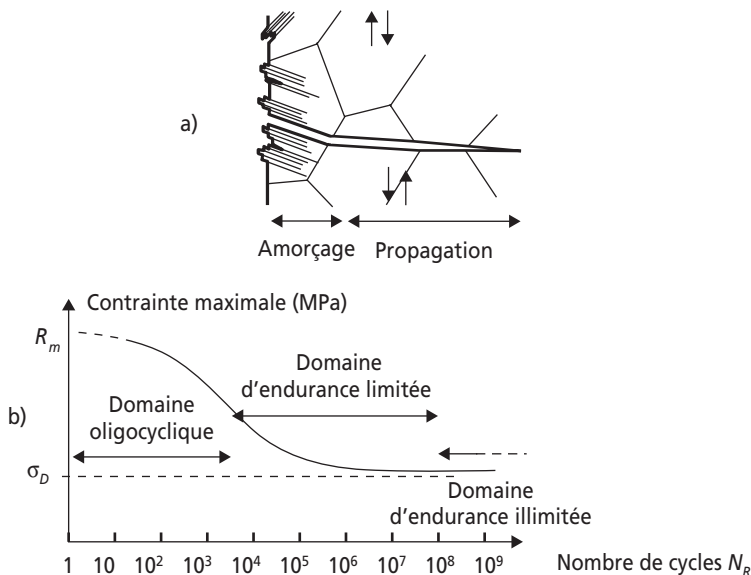 a)
Amorçage Propagation
Contrainte maximale (MPa)
R_m
Domaine
d'endurance limitée
b)
Domaine
oligocyclique
σ_D
Domaine
d'endurance illimitée
1 10 10² 10³ 10⁴ 10⁵ 10⁶ 10⁷ 10⁸ 10⁹ Nombre de cycles N_R